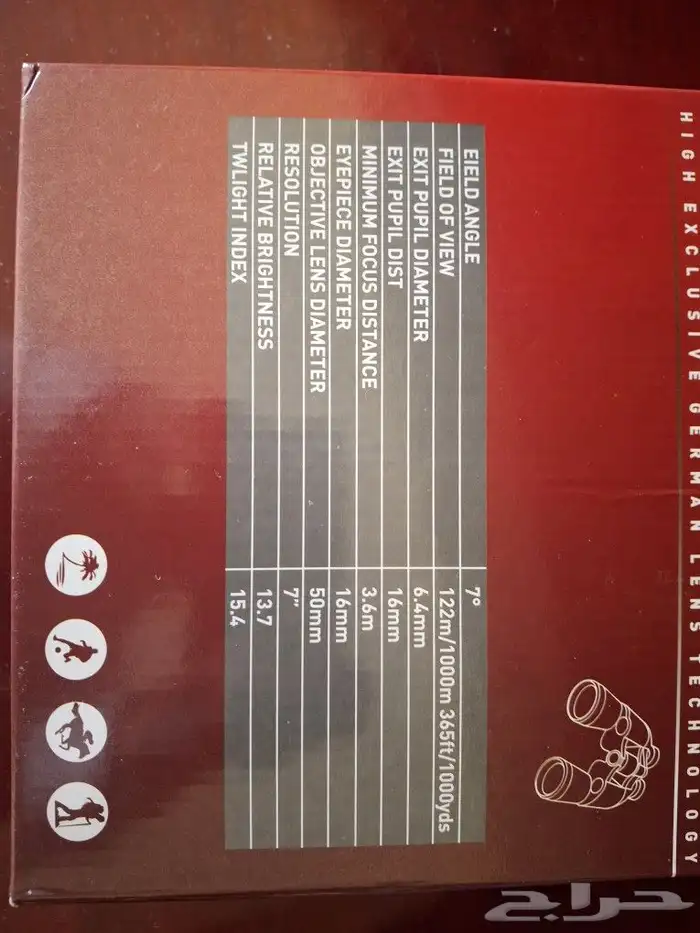 HIGH EXCLUSIVE GERMAN LENS TECHNOLOGY
EIELD ANGLE 7°
FIELD OF VIEW 122m/1000m 365ft/1000yds
EXIT PUPIL DIAMETER 6.4mm
EXIT PUPIL DIST 16mm
MINIMUM FOCUS DISTANCE 3.6m
EYEPIECE DIAMETER 16mm
OBJECTIVE LENS DIAMETER 50mm
RESOLUTION 7"
RELATIVE BRIGHTNESS 13.7
TWLIGHT INDEX 15.4
حراج